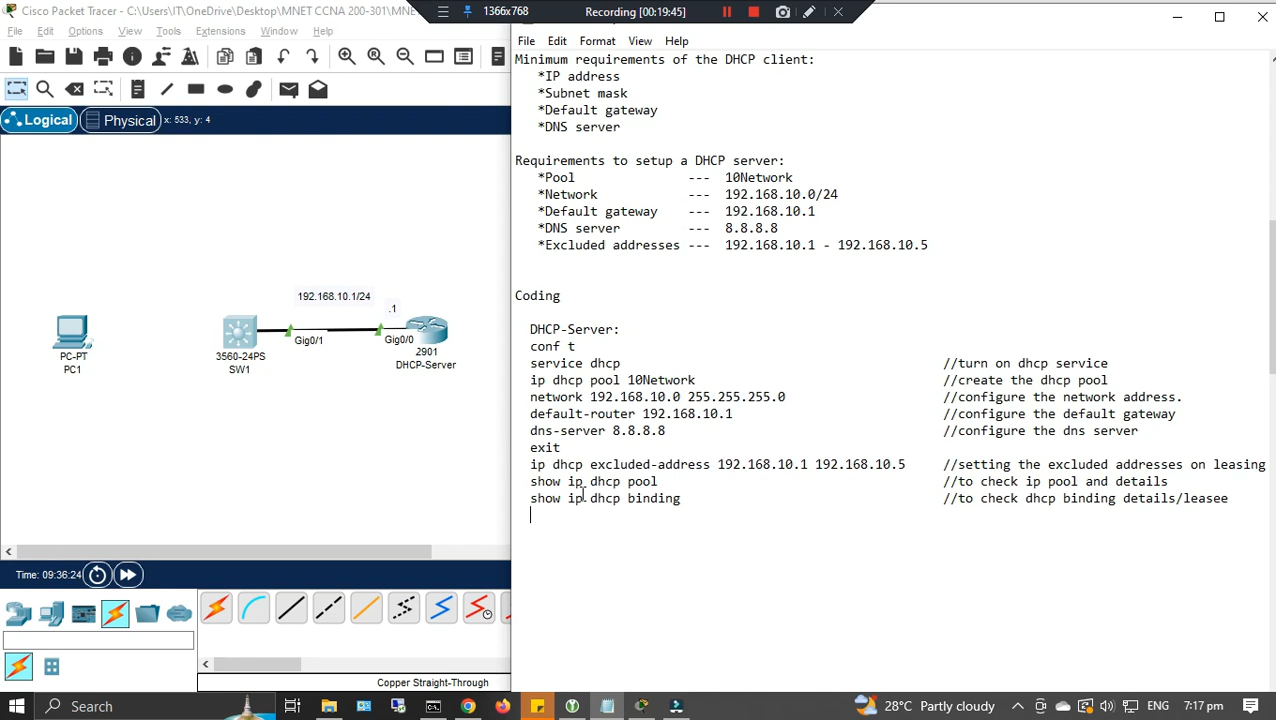 Cisco Packet Tracer - C:\Users\IT\OneDrive\Desktop\MNET CCNA 200-301\MNE
1366x768
Recording [00:19:45]
File Edit Options View Tools Extensions Window Help
File Edit Format View Help
Logical
Physical
x: 533, y: 4
Minimum requirements of the DHCP client:
*IP address
*Subnet mask
*Default gateway
*DNS server
Requirements to setup a DHCP server:
*Pool --- 10Network
*Network --- 192.168.10.0/24
*Default gateway --- 192.168.10.1
*DNS server --- 8.8.8.8
*Excluded addresses --- 192.168.10.1 - 192.168.10.5
Coding
DHCP-Server:
conf t
service dhcp //turn on dhcp service
ip dhcp pool 10Network //create the dhcp pool
network 192.168.10.0 255.255.255.0 //configure the network address.
default-router 192.168.10.1 //configure the default gateway
dns-server 8.8.8.8 //configure the dns server
exit
ip dhcp excluded-address 192.168.10.1 192.168.10.5 //setting the excluded addresses on leasing
show ip dhcp pool //to check ip pool and details
show ip dhcp binding //to check dhcp binding details/leasee
192.168.10.1/24
.1
Gig0/1
Gig0/0
PC-PT
PC1
3560-24PS
SW1
2901
DHCP-Server
Time: 09:36:24
Copper Straight-Through
Search
28°C Partly cloudy
ENG
7:17 pm